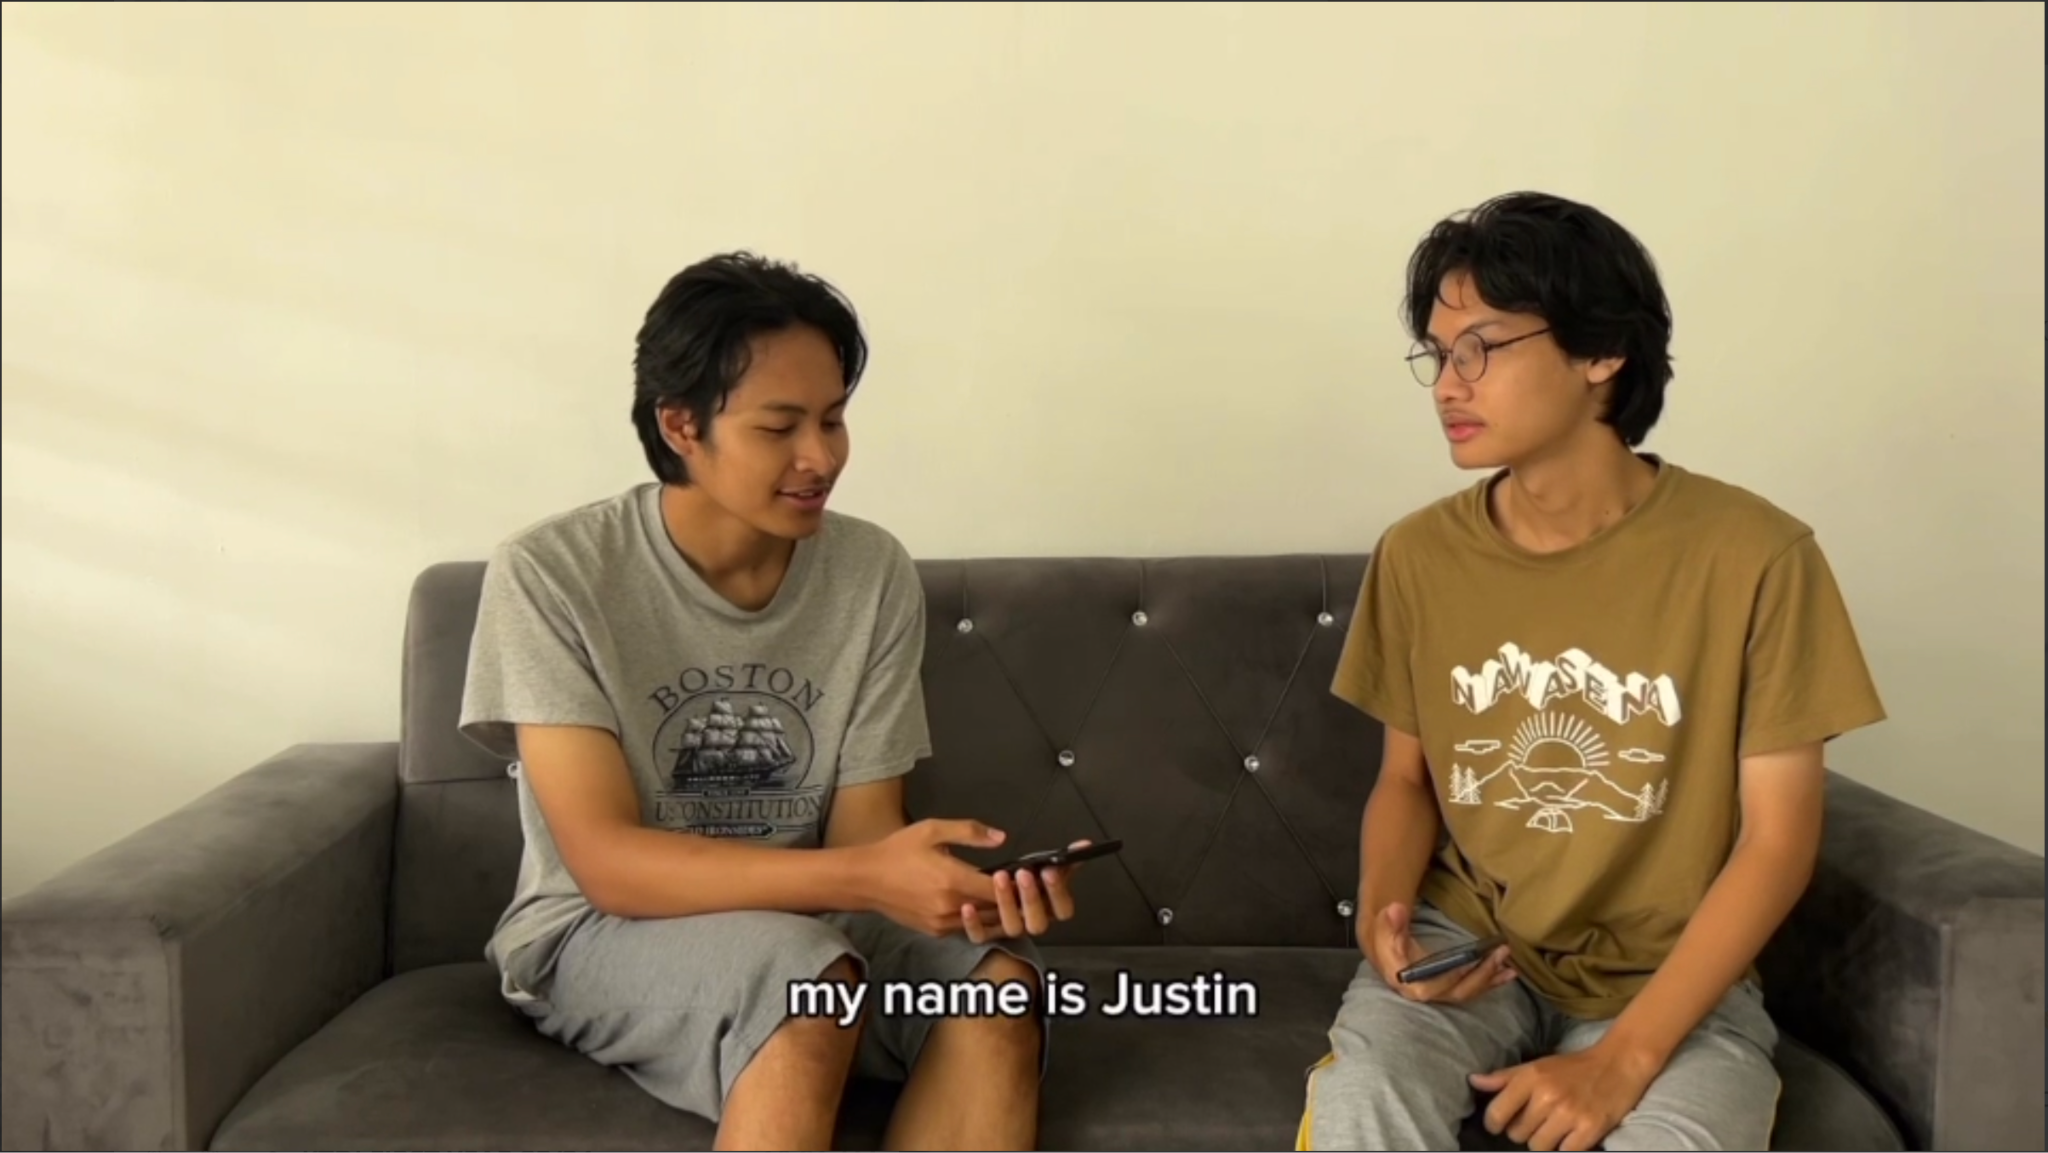 BOSTON
CONSTITUTION
NAWASENA
my name is Justin